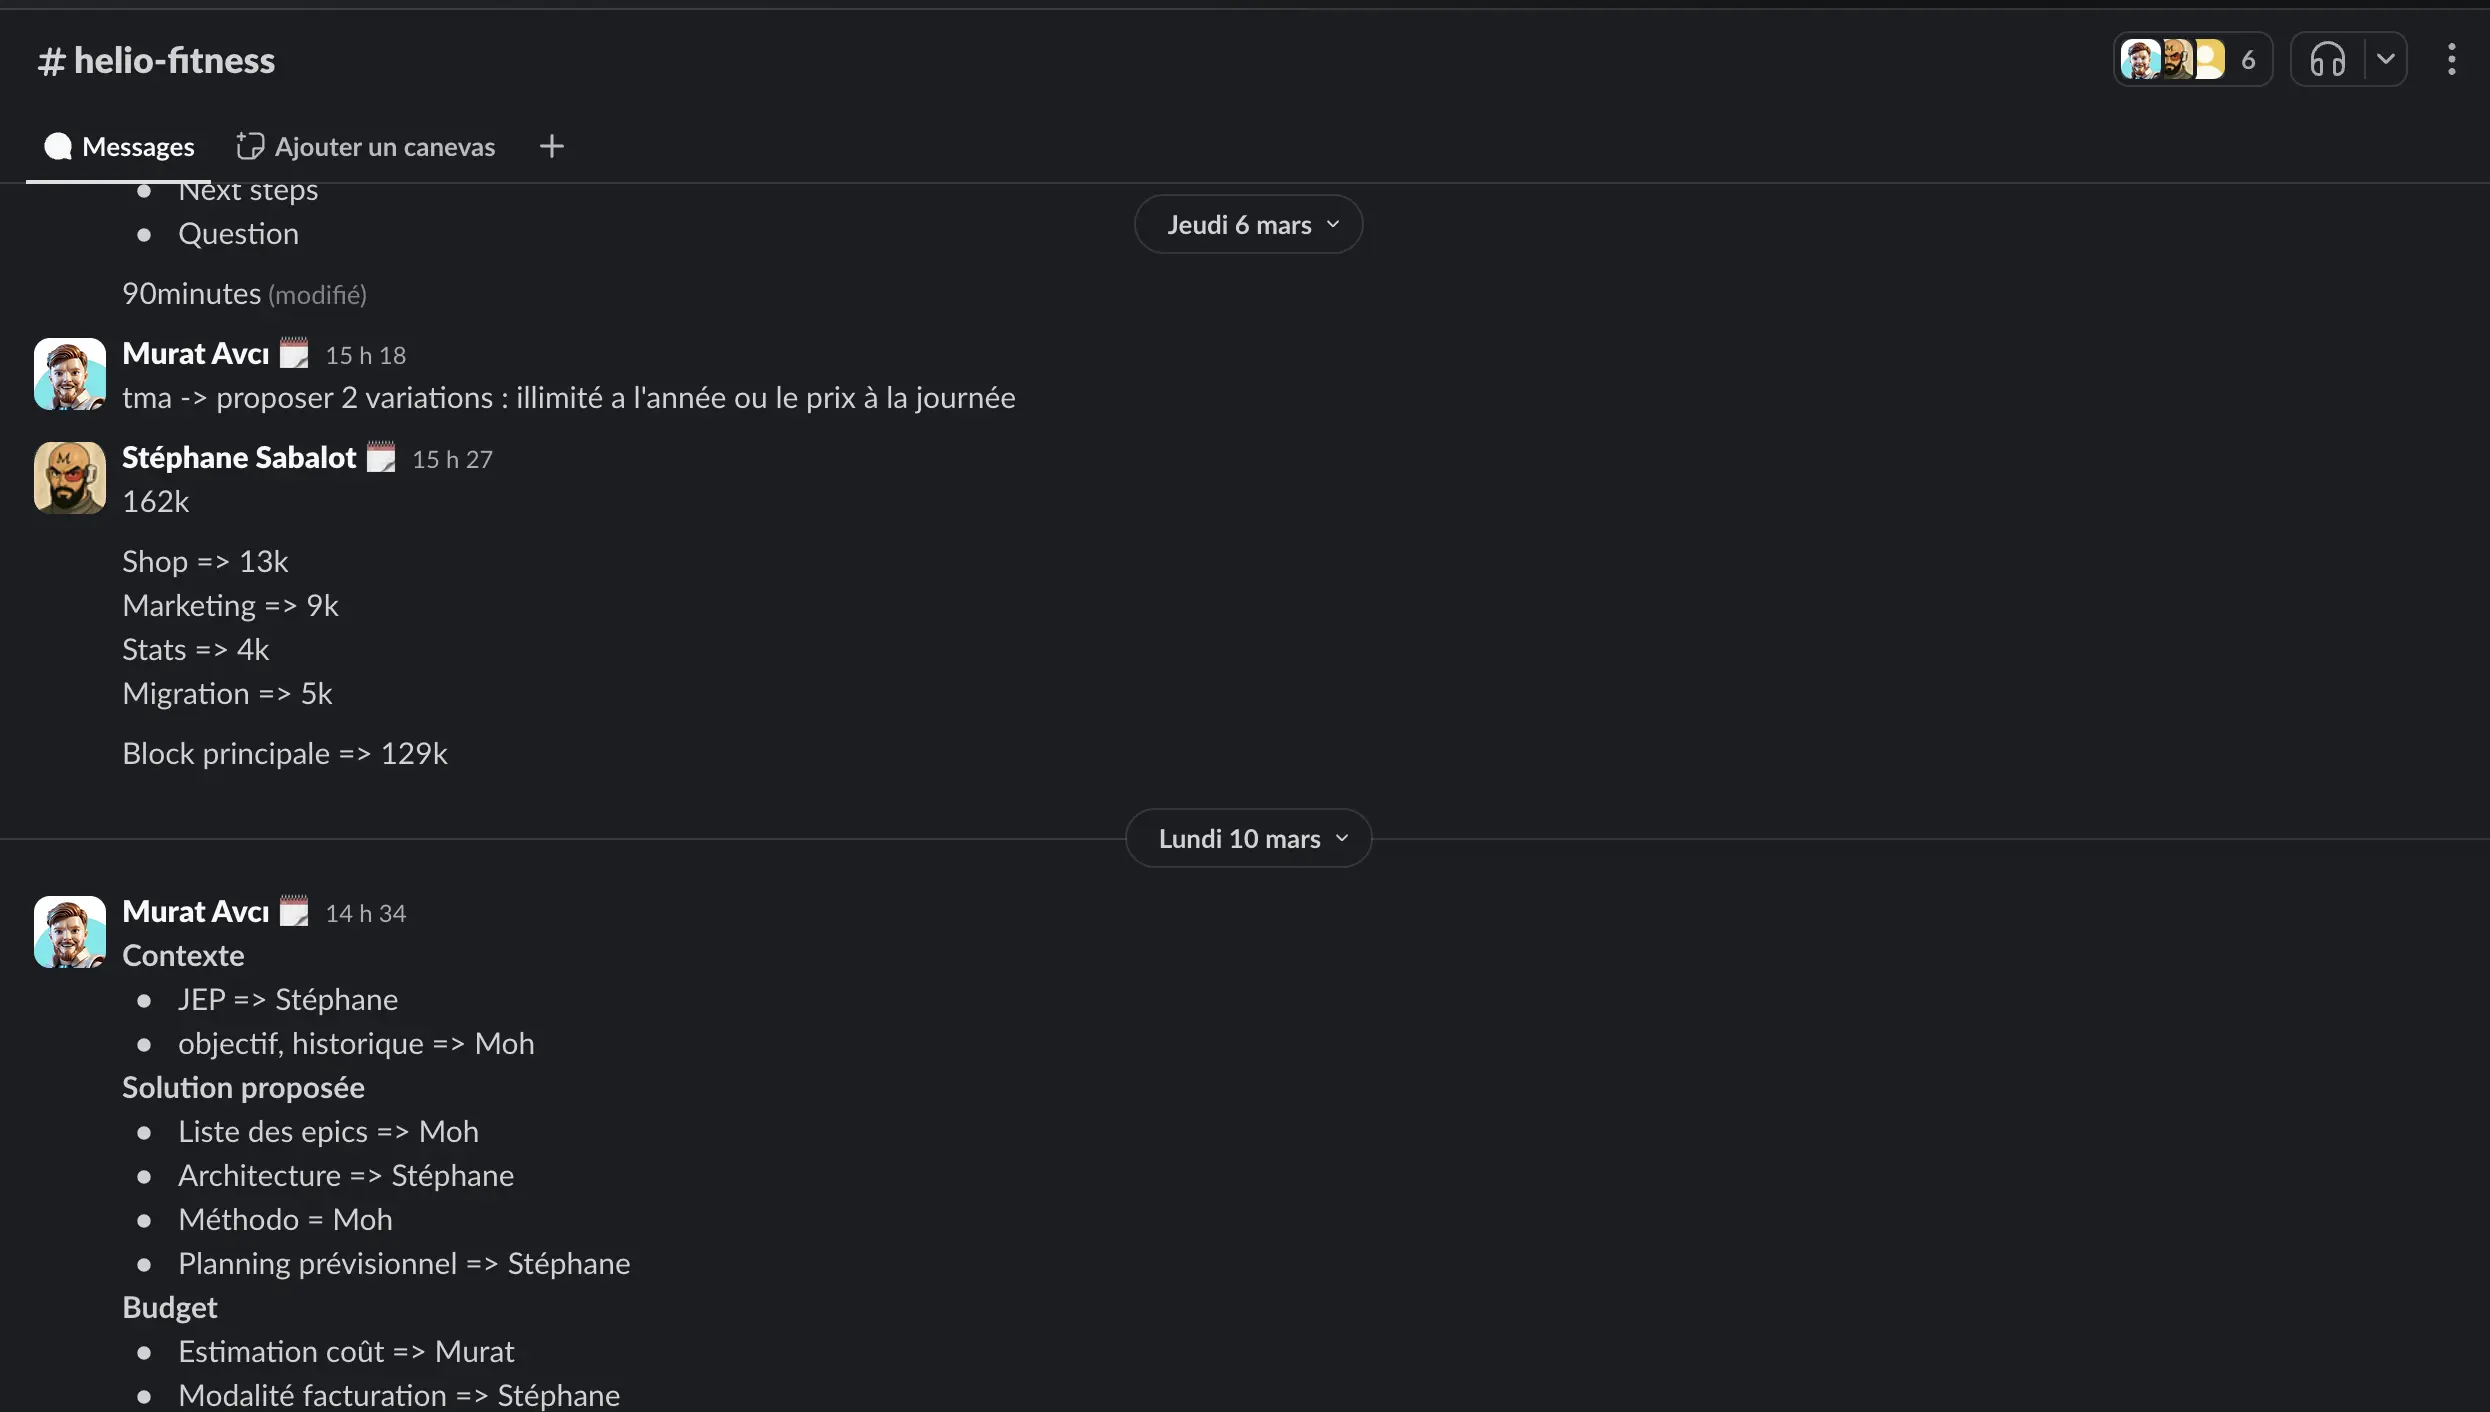 # helio-fitness
6
Messages
Ajouter un canevas
Next steps
Question
Jeudi 6 mars
90minutes (modifié)
Murat Avcı 15 h 18
tma -> proposer 2 variations : illimité a l'année ou le prix à la journée
Stéphane Sabalot 15 h 27
162k
Shop => 13k
Marketing => 9k
Stats => 4k
Migration => 5k
Block principale => 129k
Lundi 10 mars
Murat Avcı 14 h 34
Contexte
JEP => Stéphane
objectif, historique => Moh
Solution proposée
Liste des epics => Moh
Architecture => Stéphane
Méthodo = Moh
Planning prévisionnel => Stéphane
Budget
Estimation coût => Murat
Modalité facturation => Stéphane